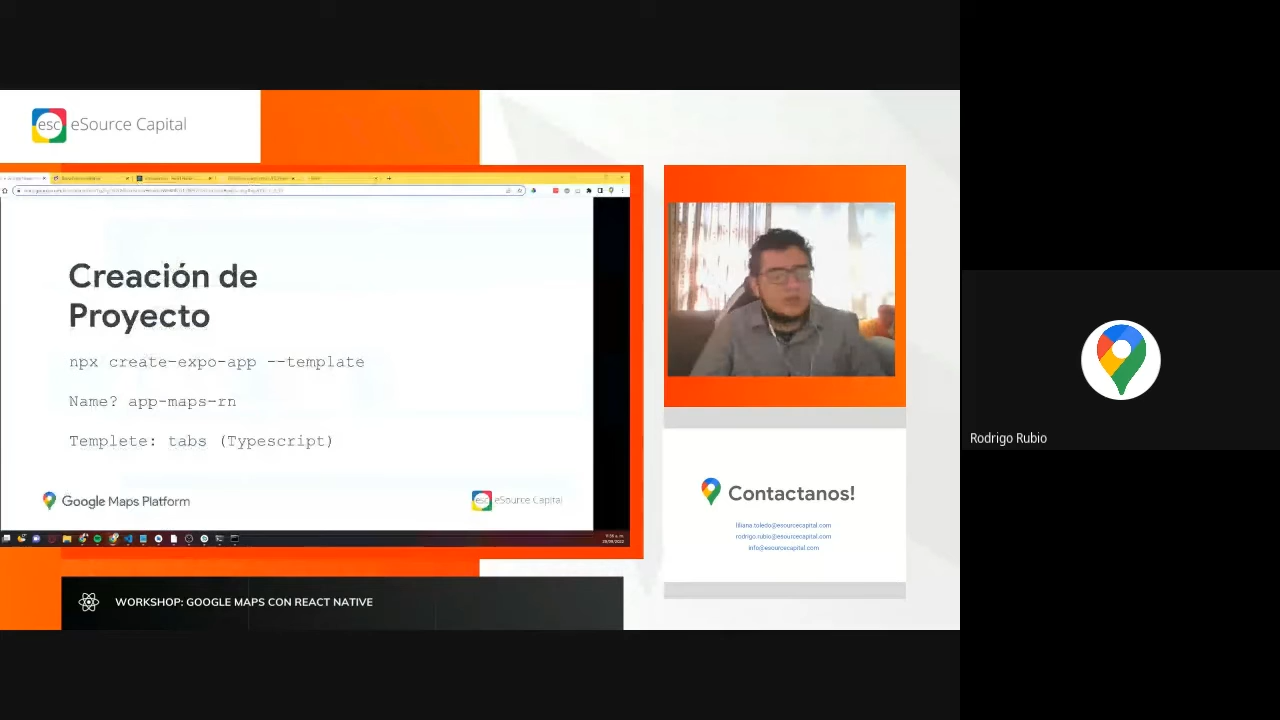 esc eSource Capital
Creación de
Proyecto
npx create-expo-app --template
Name? app-maps-rn
Templete: tabs (Typescript)
Google Maps Platform
esc eSource Capital
Contactanos!
liliana.toledo@esourcecapital.com
rodrigo.rubio@esourcecapital.com
info@esourcecapital.com
WORKSHOP: GOOGLE MAPS CON REACT NATIVE
Rodrigo Rubio